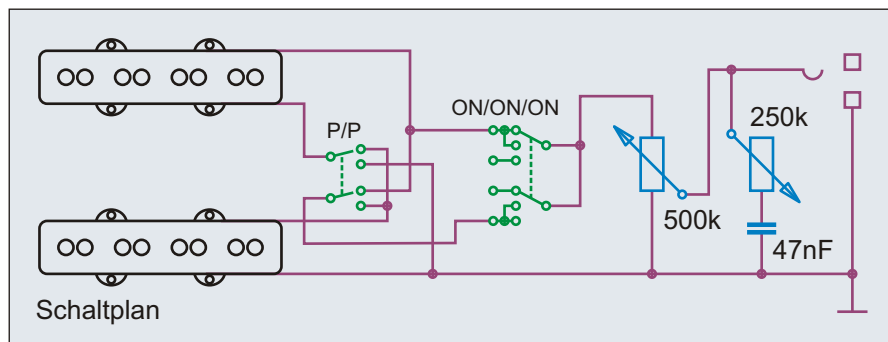 ON/ON/ON
P/P
250k
500k
47nF
Schaltplan